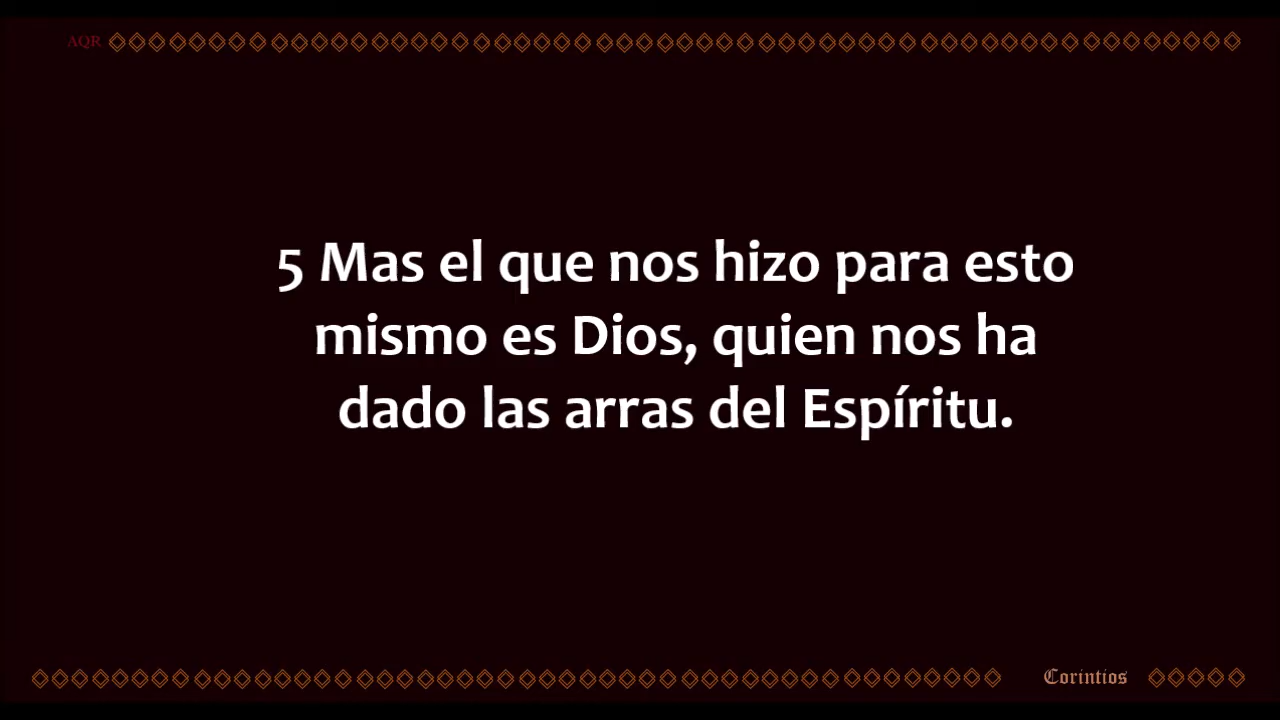 AQR
5 Mas el que nos hizo para esto
mismo es Dios, quien nos ha
dado las arras del Espíritu.
Corintios